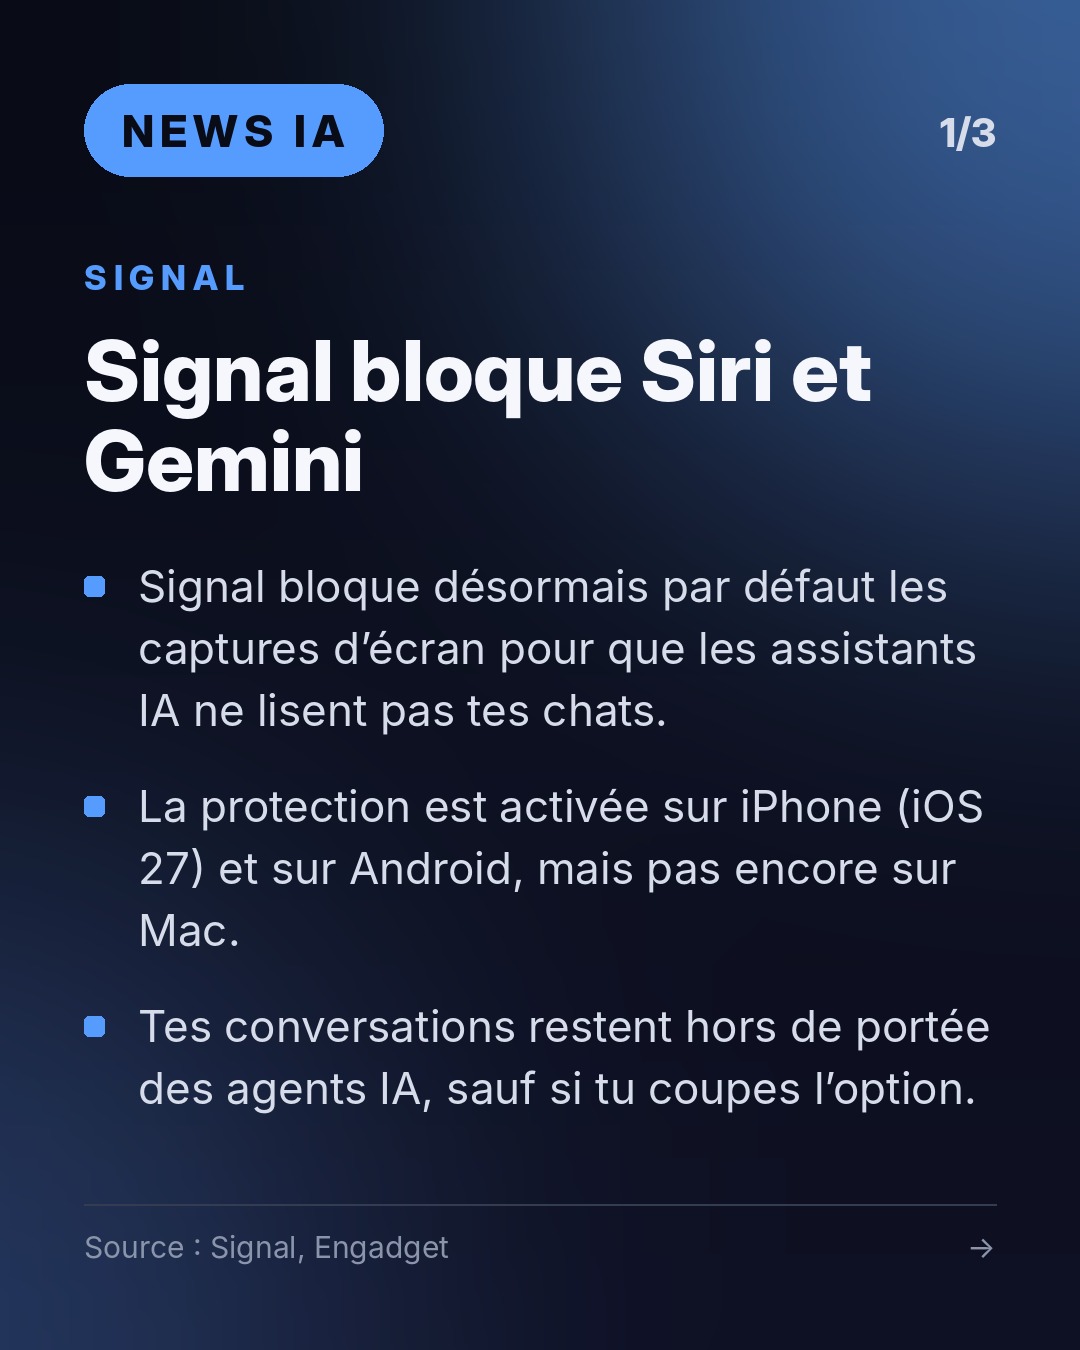 NEWS IA
1/3
SIGNAL
Signal bloque Siri et
Gemini
Signal bloque désormais par défaut les
captures d’écran pour que les assistants
IA ne lisent pas tes chats.
La protection est activée sur iPhone (iOS
27) et sur Android, mais pas encore sur
Mac.
Tes conversations restent hors de portée
des agents IA, sauf si tu coupes l’option.
Source : Signal, Engadget
→